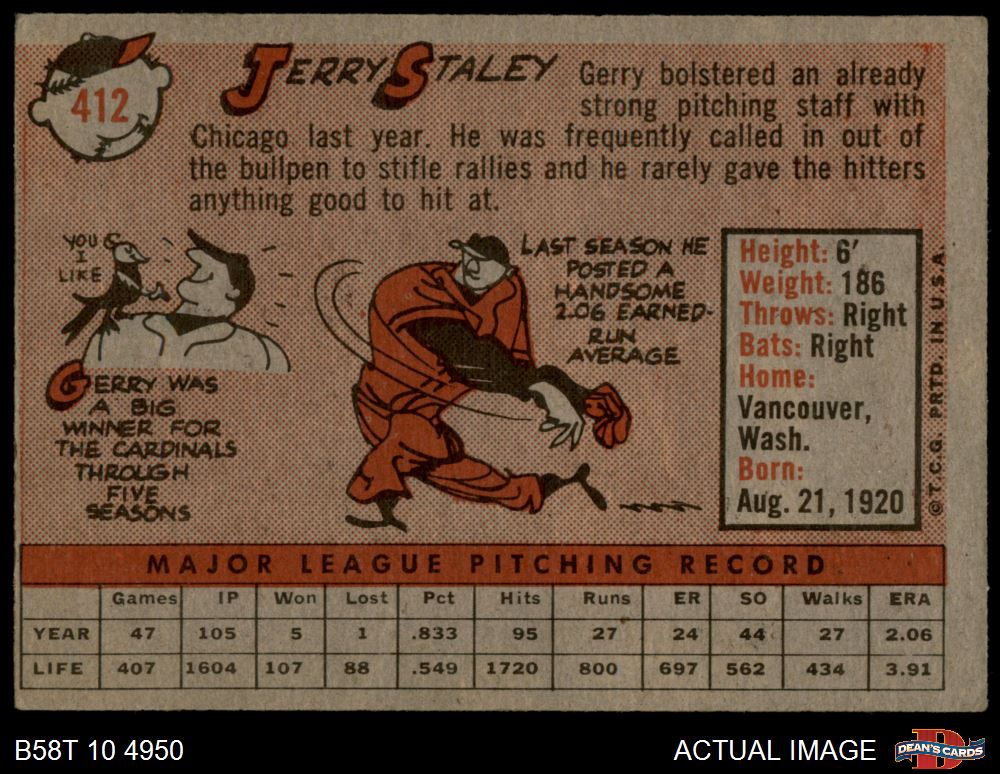 412
JERRY STALEY
Gerry bolstered an already
strong pitching staff with
Chicago last year. He was frequently called in out of
the bullpen to stifle rallies and he rarely gave the hitters
anything good to hit at.
YOU
I
LIKE
GERRY WAS
A BIG
WINNER FOR
THE CARDINALS
THROUGH
FIVE
SEASONS
LAST SEASON HE
POSTED A
HANDSOME
2.06 EARNED-
RUN
AVERAGE
Height: 6'
Weight: 186
Throws: Right
Bats: Right
Home:
Vancouver,
Wash.
Born:
Aug. 21, 1920
© T.C.G. PRTD. IN U.S.A.
MAJOR LEAGUE PITCHING RECORD
Games IP Won Lost Pct Hits Runs ER SO Walks ERA
YEAR 47 105 5 1 .833 95 27 24 44 27 2.06
LIFE 407 1604 107 88 .549 1720 800 697 562 434 3.91
B58T 10 4950
ACTUAL IMAGE
D
DEAN'S CARDS